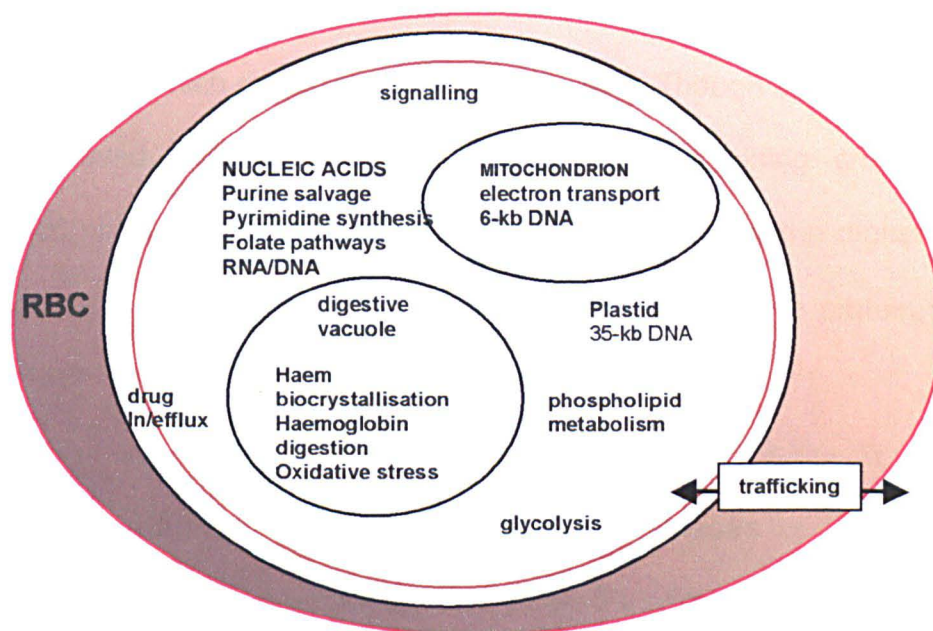 signalling
NUCLEIC ACIDS
Purine salvage
Pyrimidine synthesis
Folate pathways
RNA/DNA
MITOCHONDRION
electron transport
6-kb DNA
RBC
digestive
vacuole
Plastid
35-kb DNA
Haem
biocrystallisation
Haemoglobin
digestion
Oxidative stress
drug
In/efflux
phospholipid
metabolism
trafficking
glycolysis